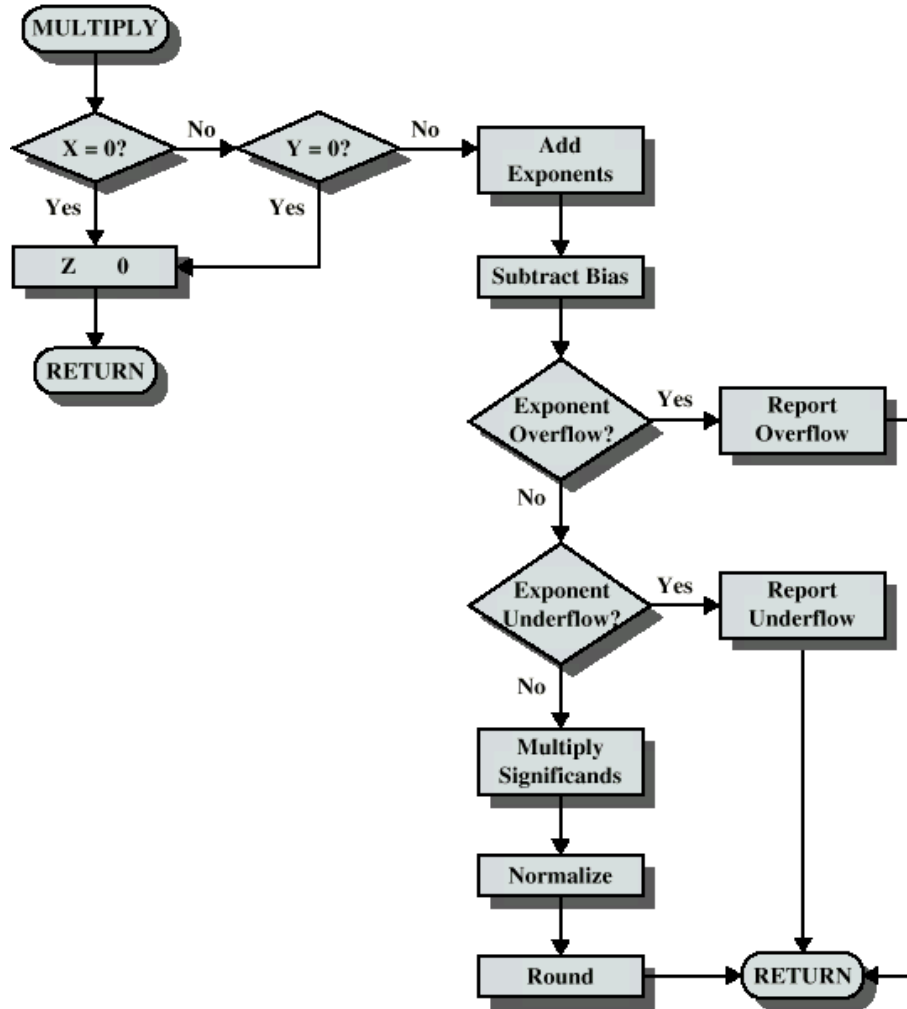 MULTIPLY
X = 0?
No
Y = 0?
No
Add
Exponents
Yes
Yes
Z 0
Subtract Bias
RETURN
Exponent
Overflow?
Yes
Report
Overflow
No
Exponent
Underflow?
Yes
Report
Underflow
No
Multiply
Significands
Normalize
Round
RETURN